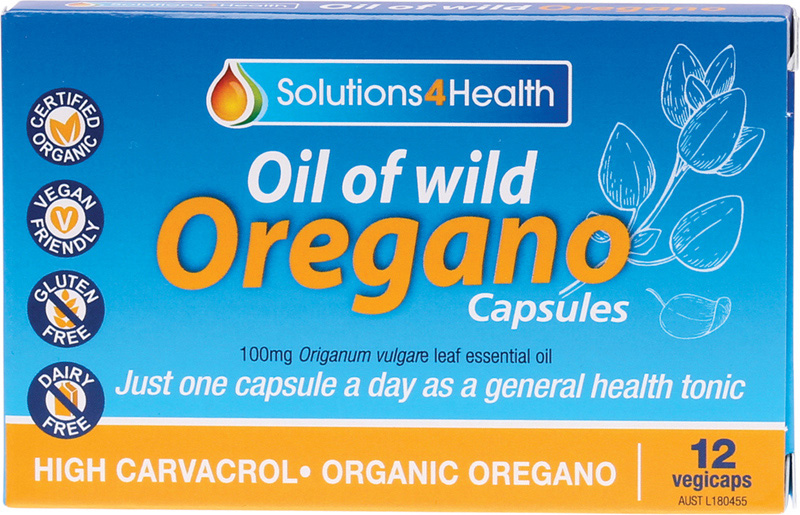 Solutions4Health Oil of wild Oregano
Solutions4Health
CERTIFIED ORGANIC
VEGAN FRIENDLY
GLUTEN FREE
DAIRY FREE
Oil of wild
Oregano
Capsules
100mg Origanum vulgare leaf essential oil
Just one capsule a day as a general health tonic
HIGH CARVACROL• ORGANIC OREGANO
12
vegicaps
AUST L180455